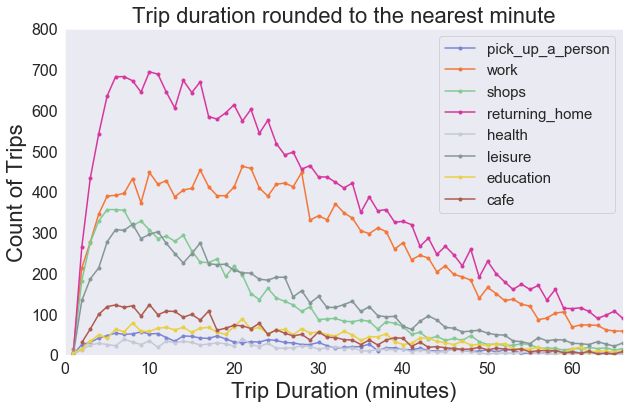 Trip duration rounded to the nearest minute
Count of Trips
800
700
600
500
400
300
200
100
0
pick_up_a_person
work
shops
returning_home
health
leisure
education
cafe
0 10 20 30 40 50 60
Trip Duration (minutes)